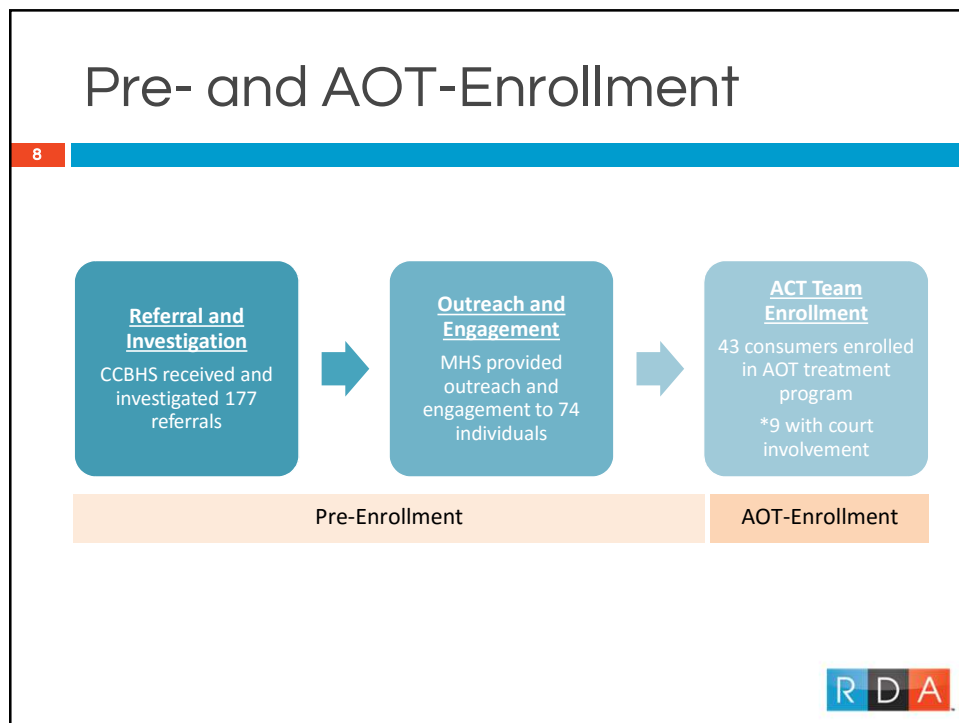 Pre- and AOT-Enrollment
8
Referral and
Investigation
CCBHS received and
investigated 177
referrals
Outreach and
Engagement
MHS provided
outreach and
engagement to 74
individuals
ACT Team
Enrollment
43 consumers enrolled
in AOT treatment
program
*9 with court
involvement
Pre-Enrollment
AOT-Enrollment
R D A